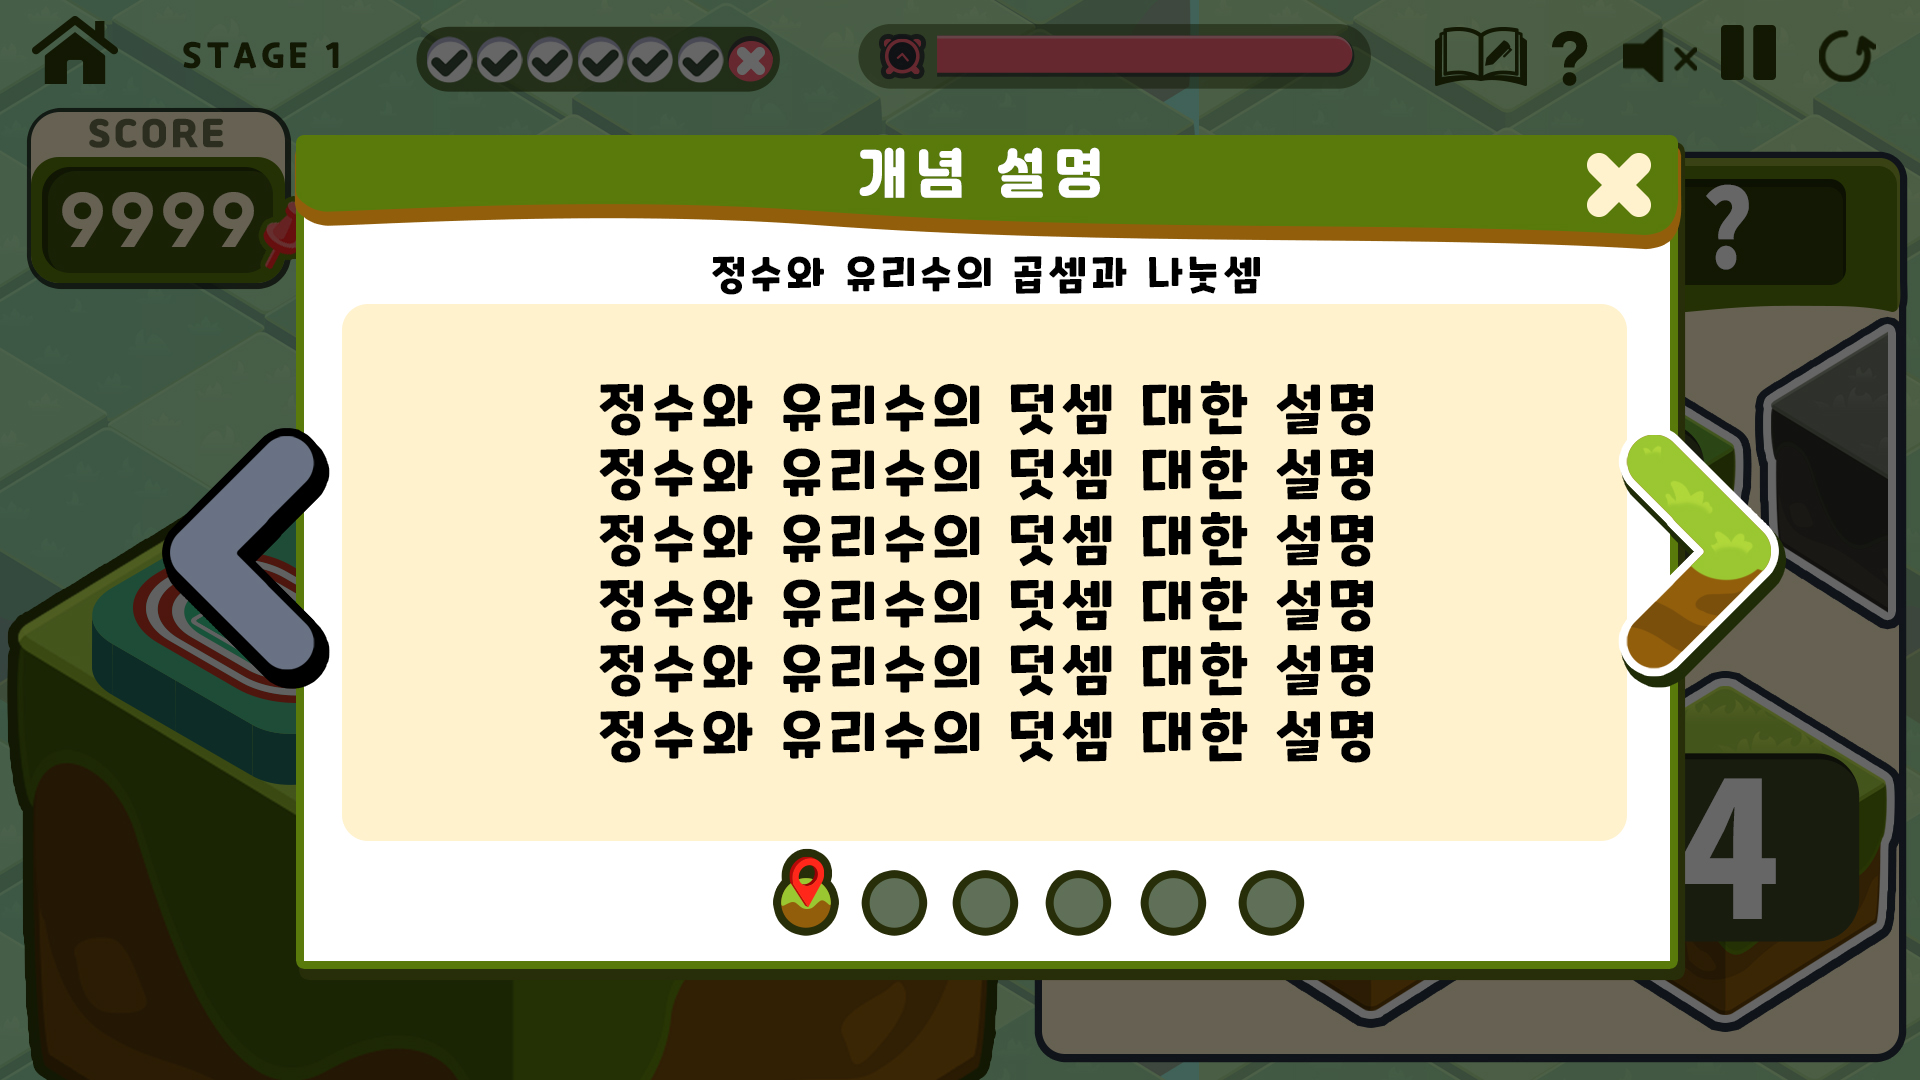 STAGE 1
SCORE
9999
?
개념 설명
?
정수와 유리수의 곱셈과 나눗셈
정수와 유리수의 덧셈 대한 설명
정수와 유리수의 덧셈 대한 설명
정수와 유리수의 덧셈 대한 설명
정수와 유리수의 덧셈 대한 설명
정수와 유리수의 덧셈 대한 설명
정수와 유리수의 덧셈 대한 설명
4